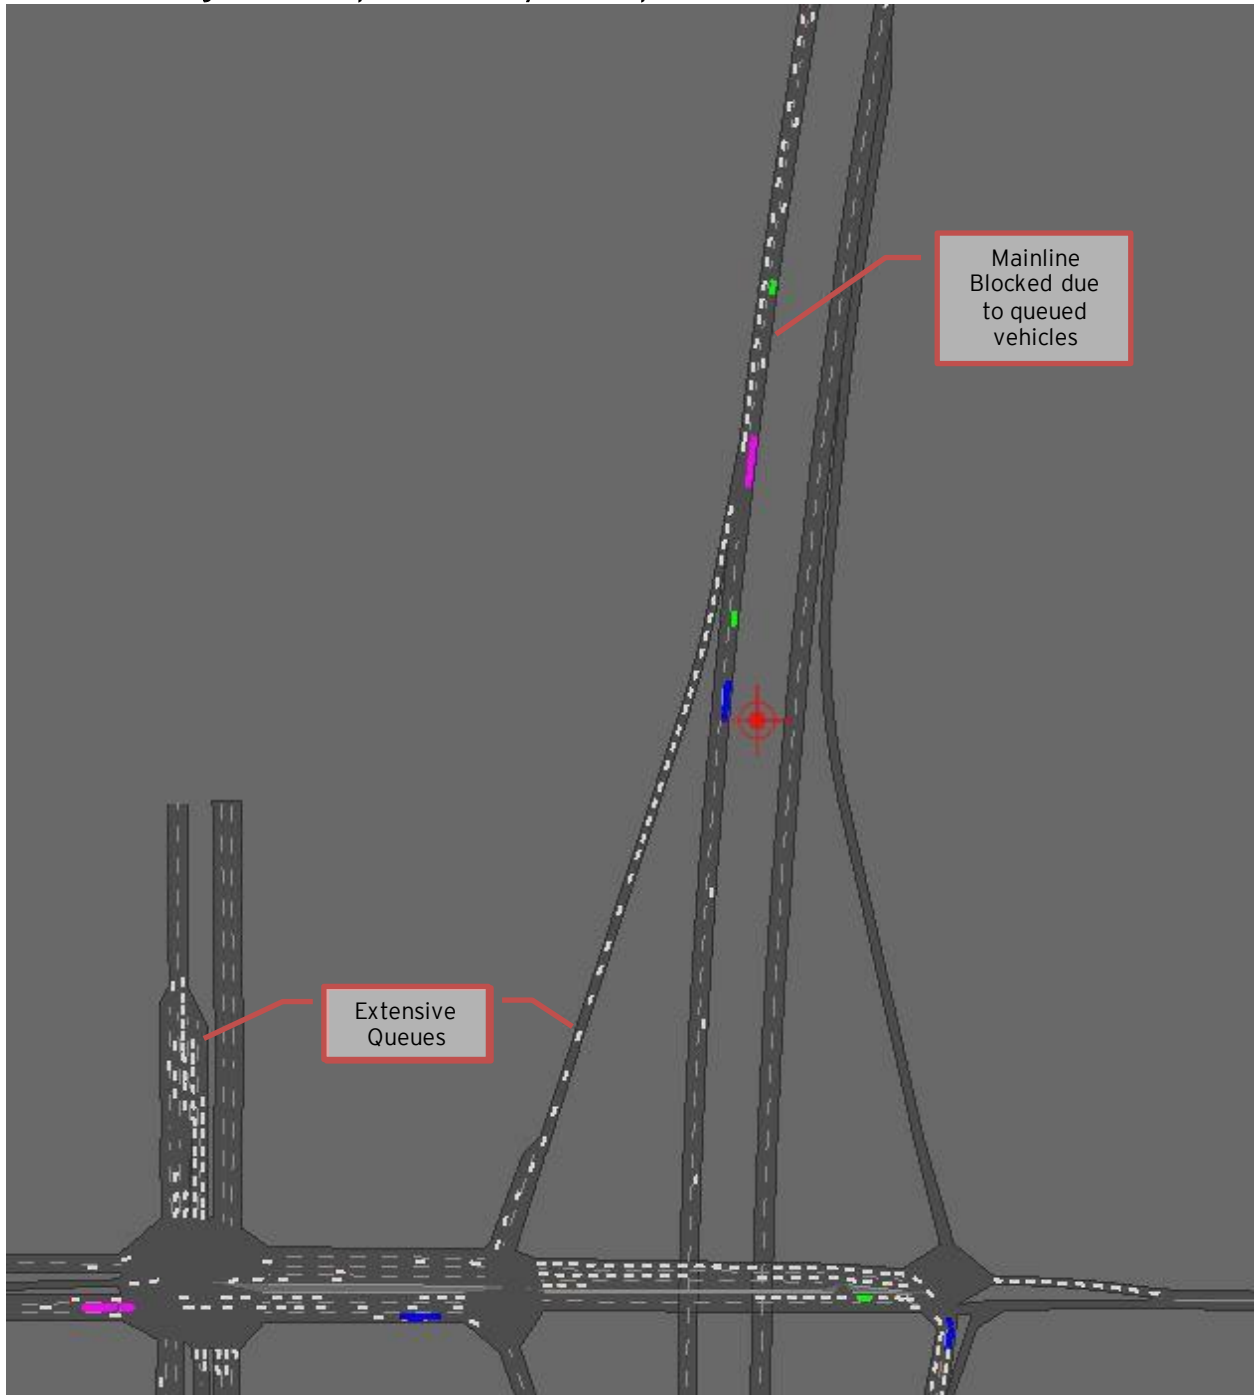 Mainline
Blocked due
to queued
vehicles
Extensive
Queues